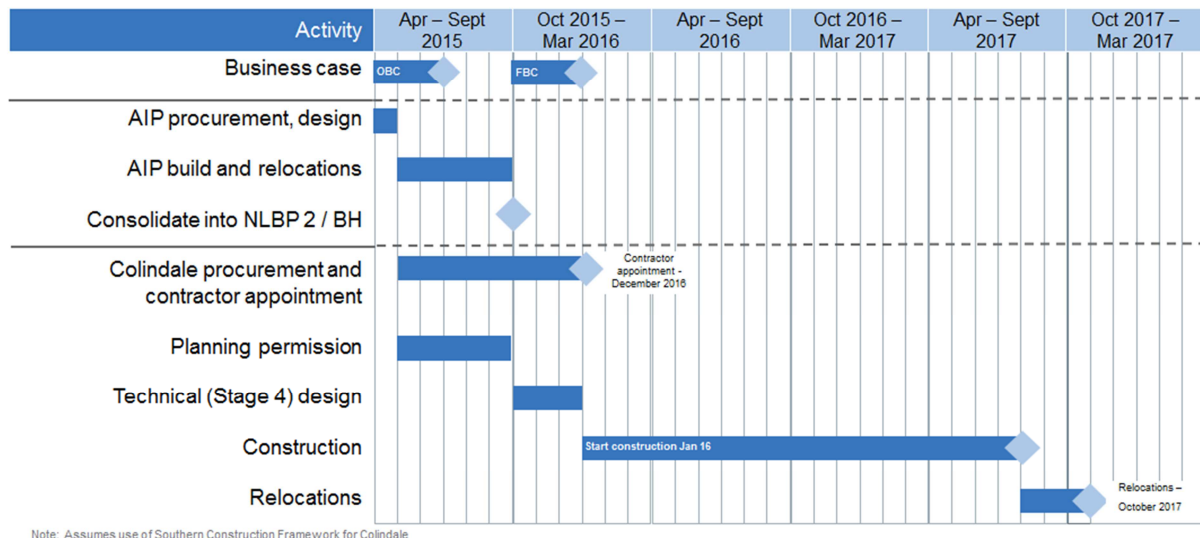 Activity
Apr – Sept
2015
Oct 2015 –
Mar 2016
Apr – Sept
2016
Oct 2016 –
Mar 2017
Apr – Sept
2017
Oct 2017 –
Mar 2017
Business case
OBC
FBC
AIP procurement, design
AIP build and relocations
Consolidate into NLBP 2 / BH
Colindale procurement and
contractor appointment
Contractor
appointment -
December 2016
Planning permission
Technical (Stage 4) design
Construction
Start construction Jan 16
Relocations
Relocations –
October 2017
Note: Assumes use of Southern Construction Framework for Colindale